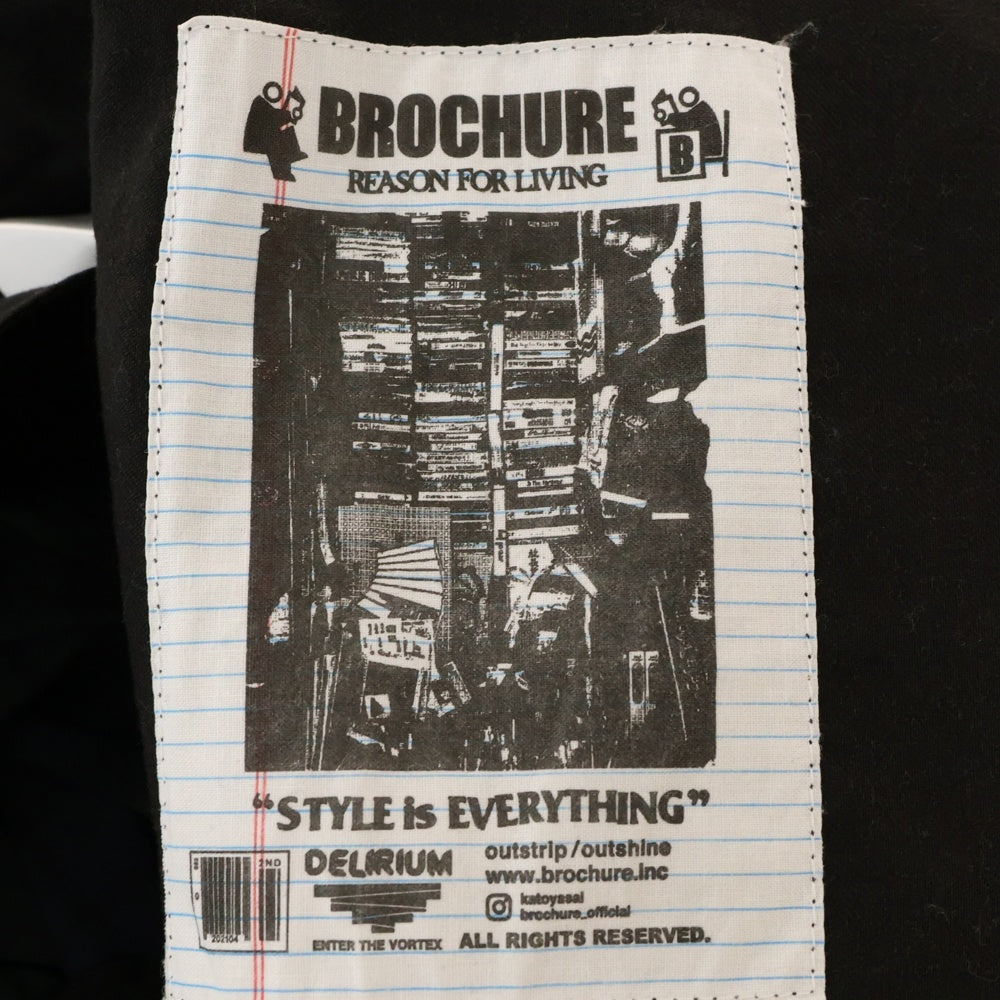 BROCHURE
REASON FOR LIVING
B
"STYLE is EVERYTHING"
2ND
202104
DELIRIUM
ENTER THE VORTEX
outstrip/outshine
www.brochure.inc
katoyssai
brochure_official
ALL RIGHTS RESERVED.